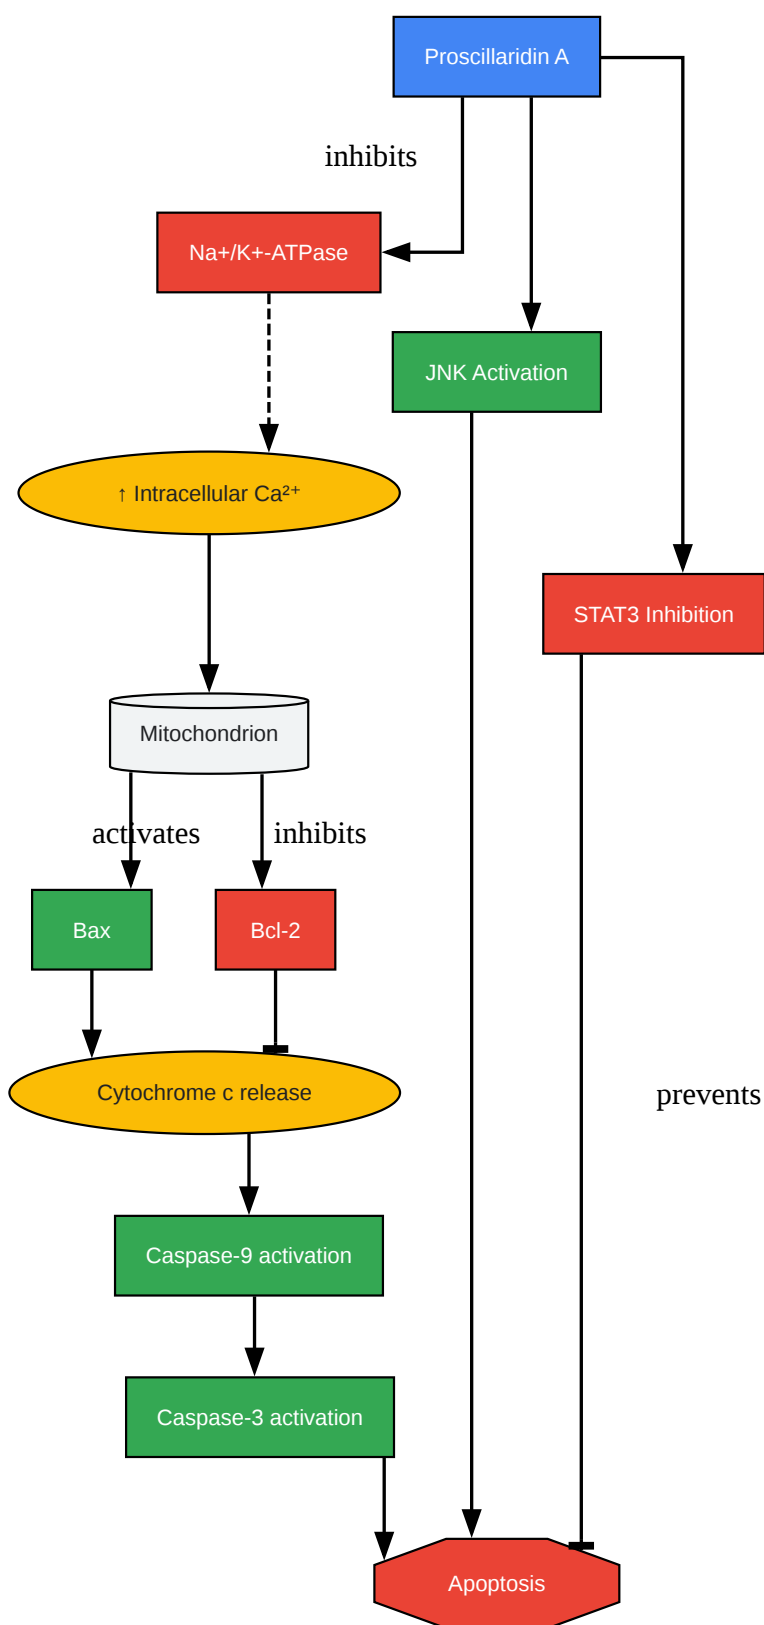 Proscillaridin A
inhibits
Na+/K+-ATPase
JNK Activation
↑ Intracellular Ca²⁺
STAT3 Inhibition
Mitochondrion
activates
inhibits
Bax
Bcl-2
Cytochrome c release
prevents
Caspase-9 activation
Caspase-3 activation
Apoptosis